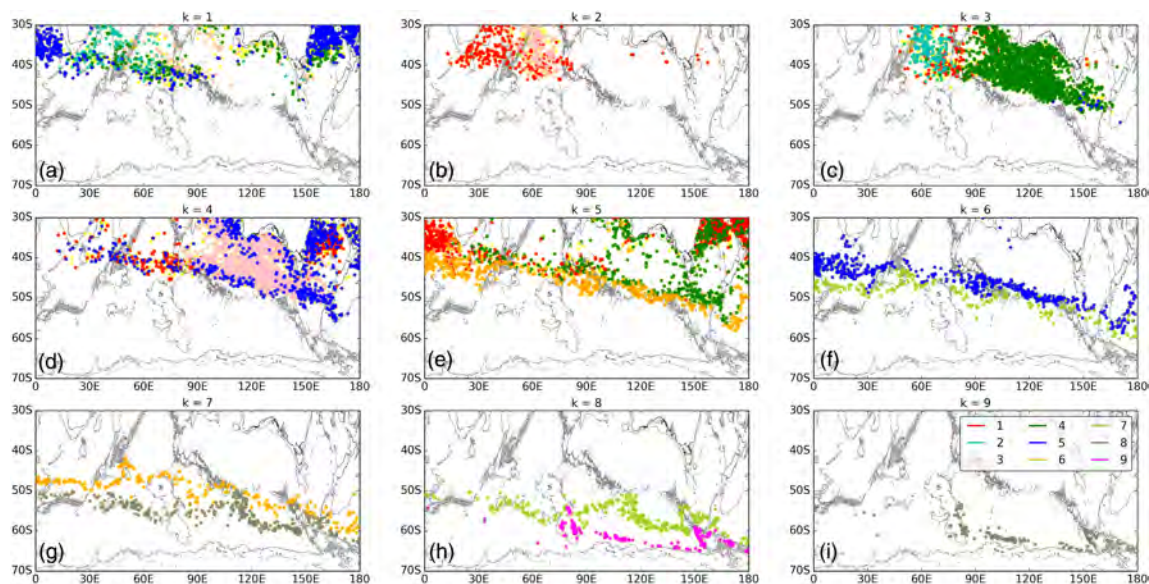 k = 1
k = 2
k = 3
30S
40S
50S
60S
70S
(a)
0 30E 60E 90E 120E 150E 180
30S
40S
50S
60S
70S
(b)
0 30E 60E 90E 120E 150E 180
30S
40S
50S
60S
70S
(c)
0 30E 60E 90E 120E 150E 180
k = 4
k = 5
k = 6
30S
40S
50S
60S
70S
(d)
0 30E 60E 90E 120E 150E 180
30S
40S
50S
60S
70S
(e)
0 30E 60E 90E 120E 150E 180
30S
40S
50S
60S
70S
(f)
0 30E 60E 90E 120E 150E 180
k = 7
k = 8
k = 9
30S
40S
50S
60S
70S
(g)
0 30E 60E 90E 120E 150E 180
30S
40S
50S
60S
70S
(h)
0 30E 60E 90E 120E 150E 180
30S
40S
50S
60S
70S
1 4 7
2 5 8
3 6 9
(i)
0 30E 60E 90E 120E 150E 180